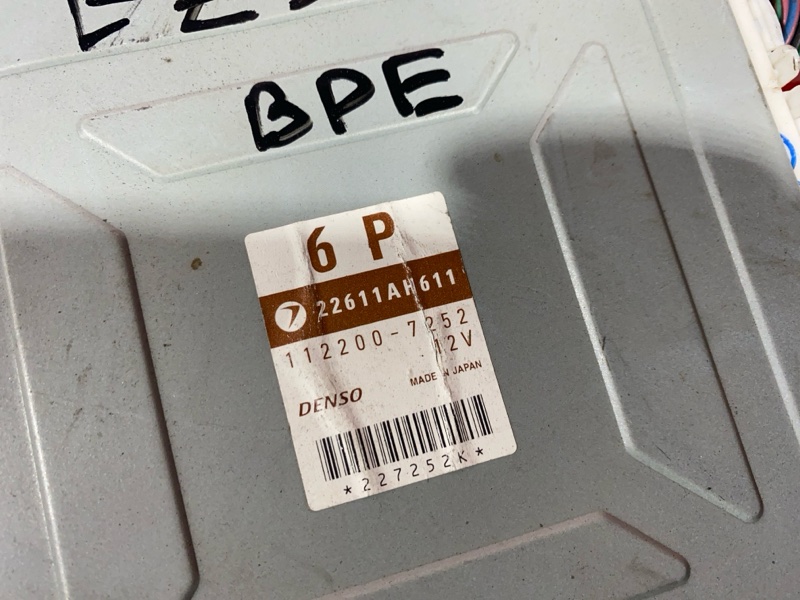 BPE
6 P
22611AH611
112200-7252
12V
MADE IN JAPAN
DENSO
*227252K*